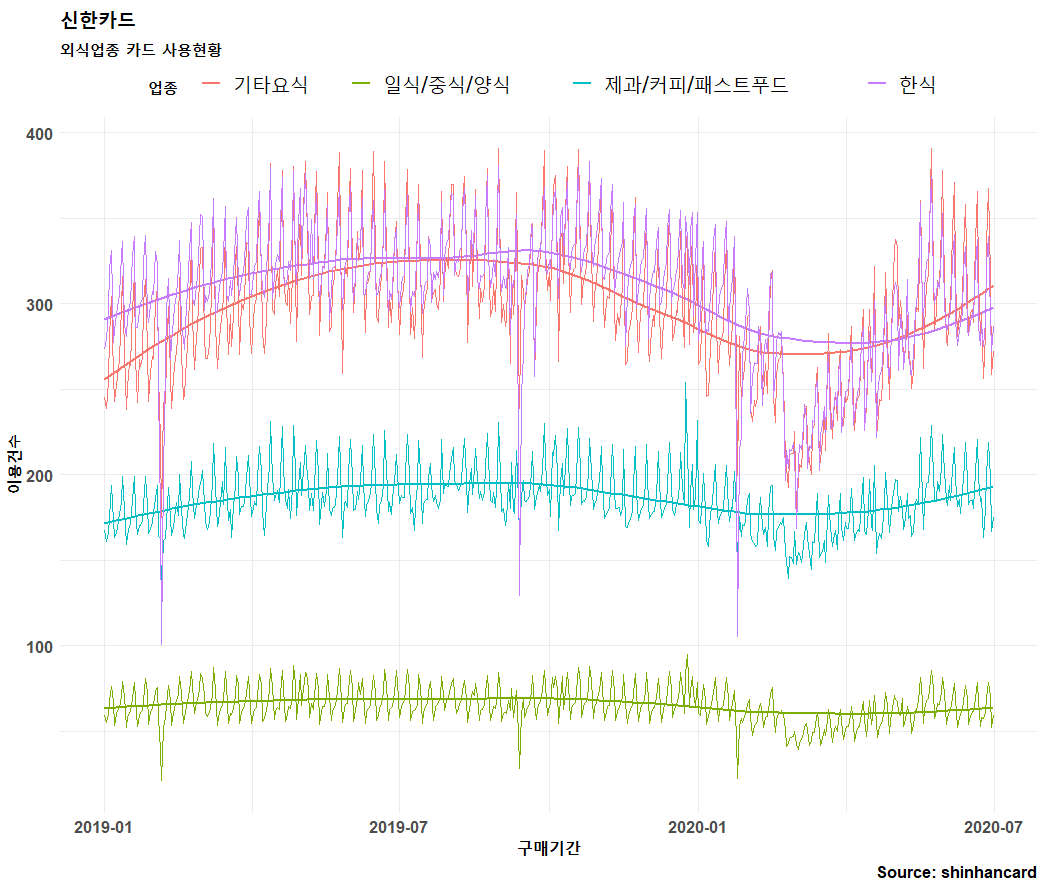 신한카드
외식업종 카드 사용현황
업종 기타요식 일식/중식/양식 제과/커피/패스트푸드 한식
400
300
200
100
이용건수
2019-01 2019-07 2020-01 2020-07
구매기간
Source: shinhancard